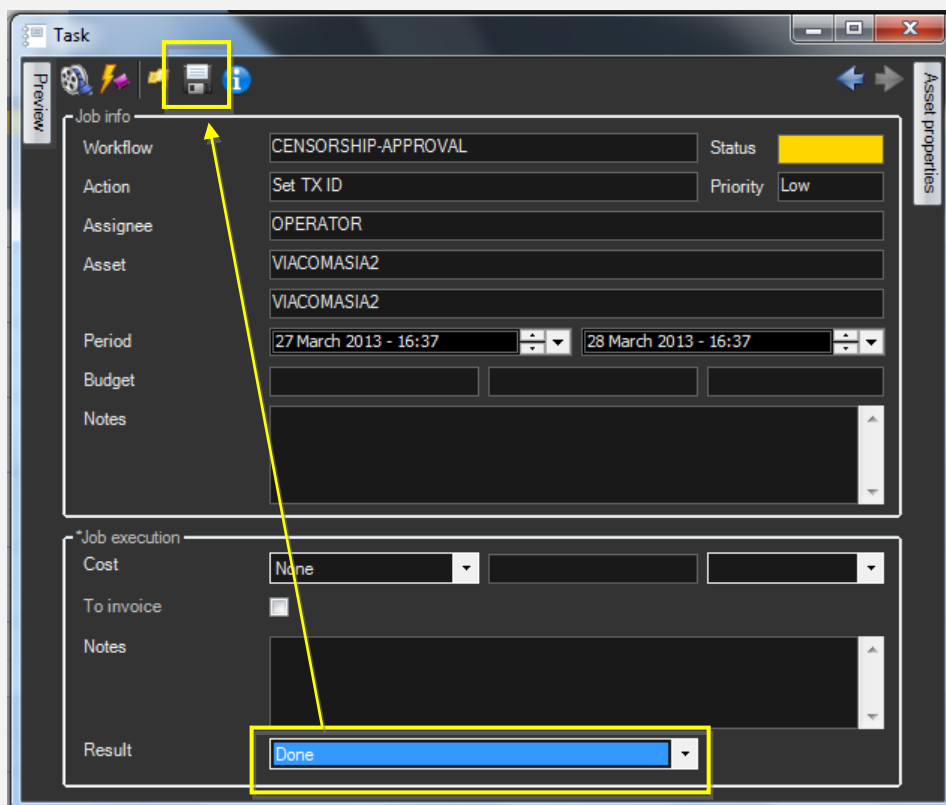 Task
Preview
Asset properties
Job info
Workflow CENSORSHIP-APPROVAL Status
Action Set TX ID Priority Low
Assignee OPERATOR
Asset VIACOMASIA2
VIACOMASIA2
Period 27 March 2013 - 16:37 28 March 2013 - 16:37
Budget
Notes
*Job execution
Cost None
To invoice
Notes
Result Done